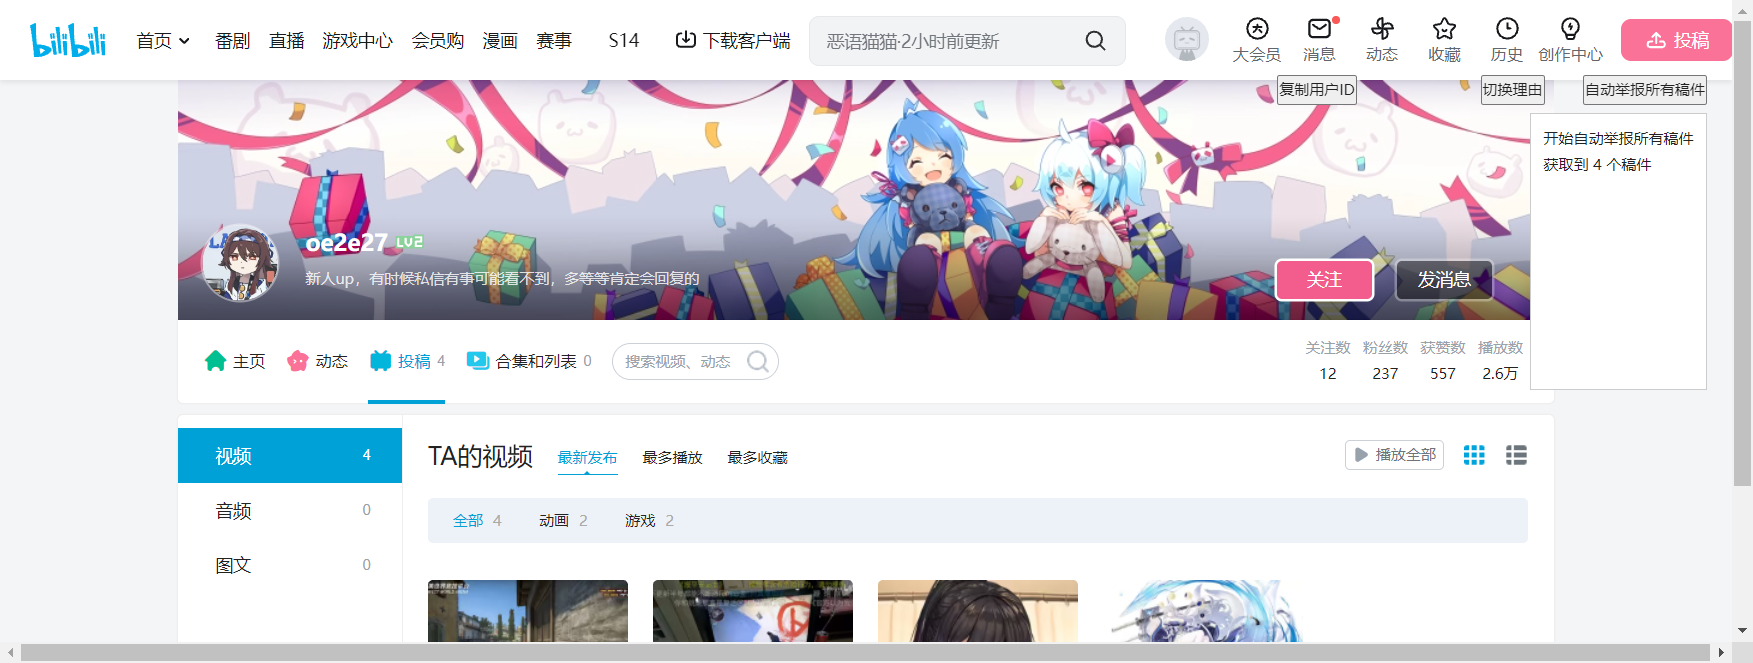 bilibili
首页
番剧
直播
游戏中心
会员购
漫画
赛事
S14
下载客户端
恶语猫猫·2小时前更新
大会员
消息
动态
收藏
历史
创作中心
投稿
复制用户ID
切换理由
自动举报所有稿件
开始自动举报所有稿件
获取到 4 个稿件
oe2e27 LV2
新人up，有时候私信有事可能看不到，多等等肯定会回复的
关注
发消息
主页
动态
投稿 4
合集和列表 0
搜索视频、动态
关注数 粉丝数 获赞数 播放数
12 237 557 2.6万
视频 4
音频 0
图文 0
TA的视频
最新发布
最多播放
最多收藏
播放全部
全部 4
动画 2
游戏 2